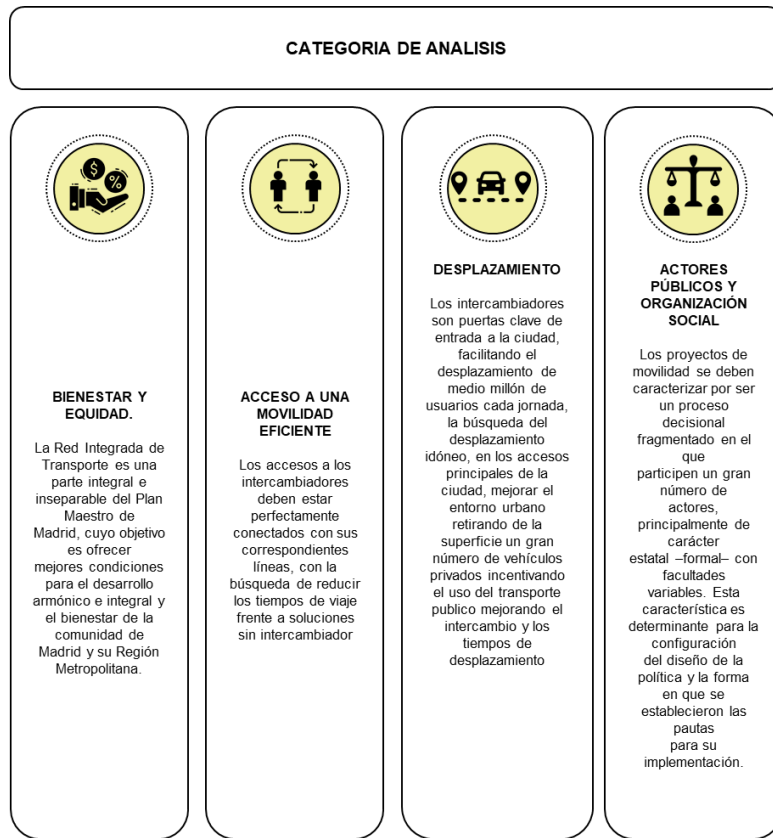 CATEGORIA DE ANALISIS
$
%
BIENESTAR Y
EQUIDAD.
La Red Integrada de
Transporte es una
parte integral e
inseparable del Plan
Maestro de
Madrid, cuyo objetivo
es ofrecer
mejores condiciones
para el desarrollo
armónico e integral y
el bienestar de la
comunidad de
Madrid y su Región
Metropolitana.
ACCESO A UNA
MOVILIDAD
EFICIENTE
Los accesos a los
intercambiadores
deben estar
perfectamente
conectados con sus
correspondientes
líneas, con la
búsqueda de reducir
los tiempos de viaje
frente a soluciones
sin intercambiador
DESPLAZAMIENTO
Los intercambiadores
son puertas clave de
entrada a la ciudad,
facilitando el
desplazamiento de
medio millón de
usuarios cada jornada,
la búsqueda del
desplazamiento
idóneo, en los accesos
principales de la
ciudad, mejorar el
entorno urbano
retirando de la
superficie un gran
número de vehículos
privados incentivando
el uso del transporte
publico mejorando el
intercambio y los
tiempos de
desplazamiento
ACTORES
PÚBLICOS Y
ORGANIZACIÓN
SOCIAL
Los proyectos de
movilidad se deben
caracterizar por ser
un proceso
decisional
fragmentado en el
que
participen un gran
número de
actores,
principalmente de
carácter
estatal –formal– con
facultades
variables. Esta
característica es
determinante para la
configuración
del diseño de la
política y la forma
en que se
establecieron las
pautas
para su
implementación.